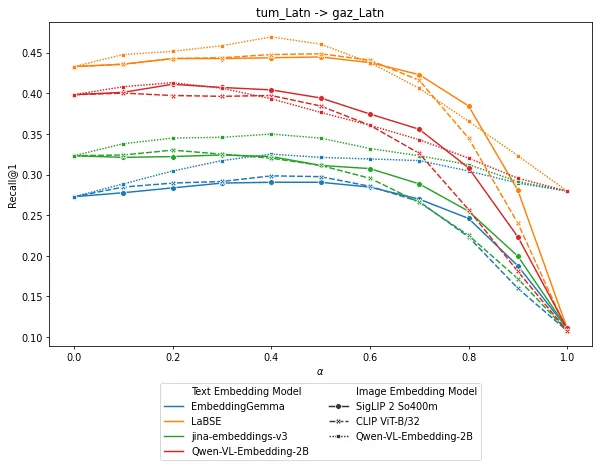 tum_Latn -> gaz_Latn
Recall@1
0.45
0.40
0.35
0.30
0.25
0.20
0.15
0.10
0.0 0.2 0.4 0.6 0.8 1.0
α
Text Embedding Model
EmbeddingGemma
LaBSE
jina-embeddings-v3
Qwen-VL-Embedding-2B
Image Embedding Model
SigLIP 2 So400m
CLIP ViT-B/32
Qwen-VL-Embedding-2B